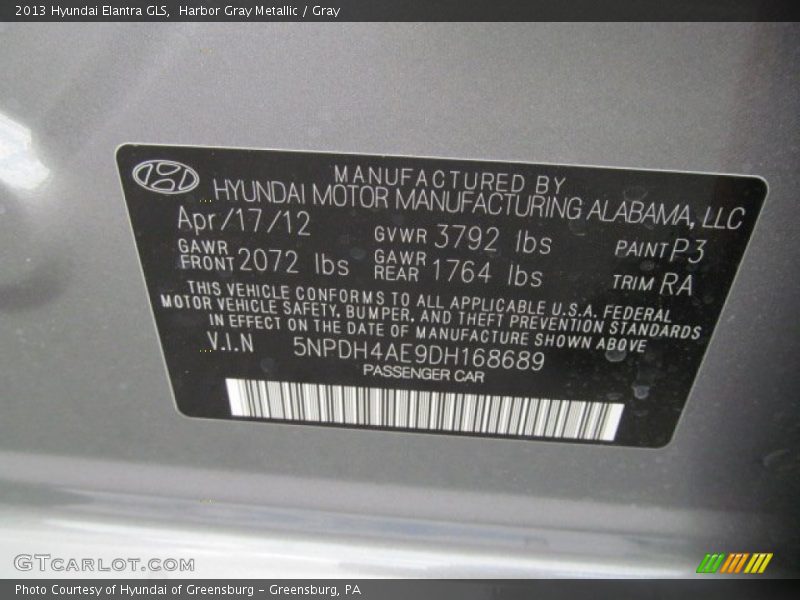 2013 Hyundai Elantra GLS,  Harbor Gray Metallic / Gray
MANUFACTURED BY
HYUNDAI MOTOR MANUFACTURING ALABAMA, LLC
Apr/17/12 GVWR 3792 lbs PAINT P3
GAWR FRONT 2072 lbs GAWR REAR 1764 lbs TRIM RA
THIS VEHICLE CONFORMS TO ALL APPLICABLE U.S.A. FEDERAL
MOTOR VEHICLE SAFETY, BUMPER, AND THEFT PREVENTION STANDARDS
IN EFFECT ON THE DATE OF MANUFACTURE SHOWN ABOVE
V.I.N 5NPDH4AE9DH168689
PASSENGER CAR
GTCARLOT.COM
Photo Courtesy of Hyundai of Greensburg - Greensburg, PA